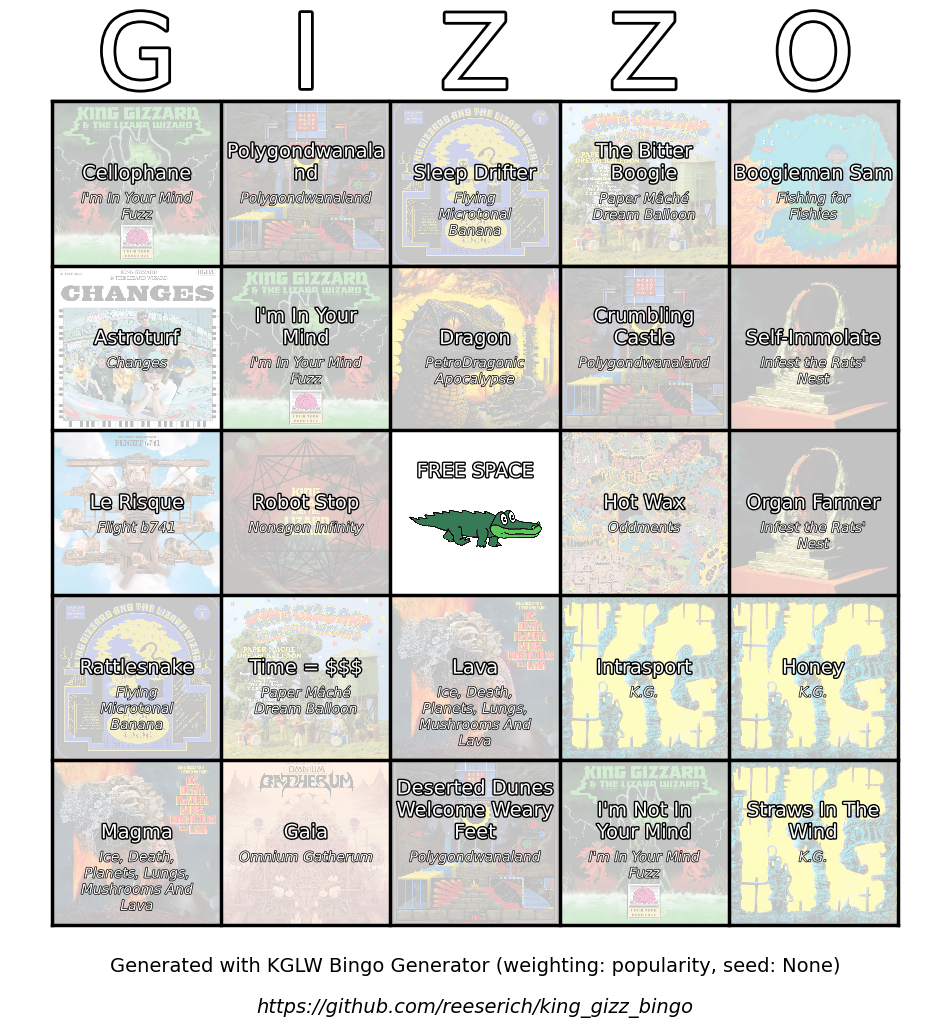 G I Z Z O
Cellophane
I'm In Your Mind
Fuzz
Polygondwanala
nd
Polygondwanaland
Sleep Drifter
Flying
Microtonal
Banana
The Bitter
Boogie
Paper Mâché
Dream Balloon
Boogieman Sam
Fishing for
Fishies
Astroturf
Changes
I'm In Your
Mind
I'm In Your Mind
Fuzz
Dragon
PetroDragonic
Apocalypse
Crumbling
Castle
Polygondwanaland
Self-Immolate
Infest the Rats'
Nest
Le Risque
Flight b741
Robot Stop
Nonagon Infinity
FREE SPACE
Hot Wax
Oddments
Organ Farmer
Infest the Rats'
Nest
Rattlesnake
Flying
Microtonal
Banana
Time = $$$
Paper Mâché
Dream Balloon
Lava
Ice, Death,
Planets, Lungs,
Mushrooms And
Lava
Intrasport
K.G.
Honey
K.G.
Magma
Ice, Death,
Planets, Lungs,
Mushrooms And
Lava
Gaia
Omnium Gatherum
Deserted Dunes
Welcome Weary
Feet
Polygondwanaland
I'm Not In
Your Mind
I'm In Your Mind
Fuzz
Straws In The
Wind
K.G.
Generated with KGLW Bingo Generator (weighting: popularity, seed: None)
https://github.com/reeserich/king_gizz_bingo